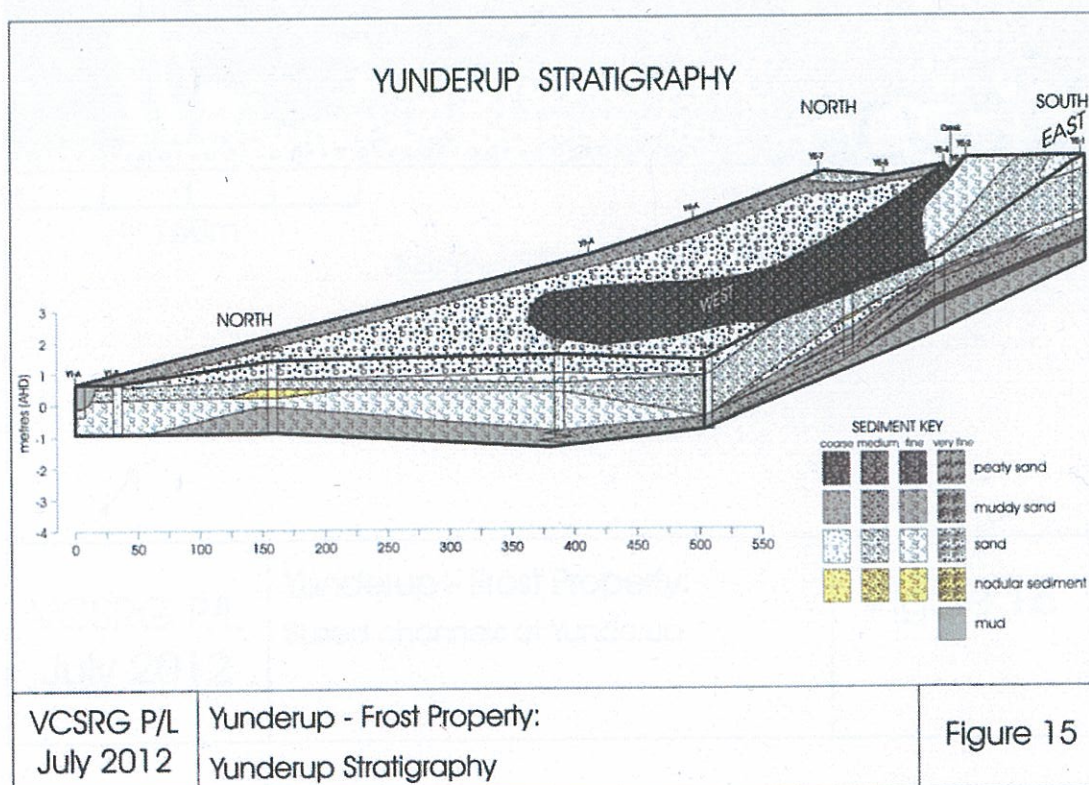 YUNDERUP STRATIGRAPHY
NORTH
SOUTH
EAST
WEST
NORTH
metres (AHD)
3
2
1
0
-1
-2
-3
-4
0 50 100 150 200 250 300 350 400 450 500 550
SEDIMENT KEY
coarse medium fine very fine
peaty sand
muddy sand
sand
nodular sediment
mud
VCSRG P/L
July 2012
Yunderup - Frost Property:
Yunderup Stratigraphy
Figure 15